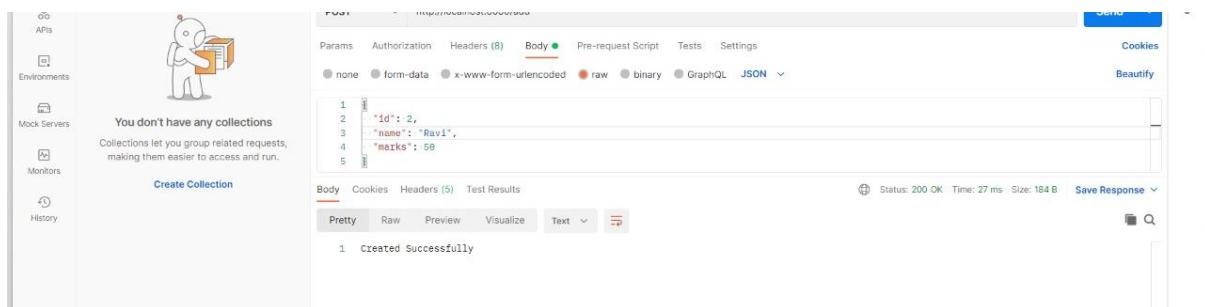 APIs
Environments
Mock Servers
Monitors
History
You don't have any collections
Collections let you group related requests,
making them easier to access and run.
Create Collection
POST
Send
Params Authorization Headers (8) Body Pre-request Script Tests Settings Cookies
none form-data x-www-form-urlencoded raw binary GraphQL JSON Beautify
1 {
2 "id": 2,
3 "name": "Ravi",
4 "marks": 50
5 }
Body Cookies Headers (5) Test Results Status: 200 OK Time: 27 ms Size: 184 B Save Response
Pretty Raw Preview Visualize Text
1 Created Successfully